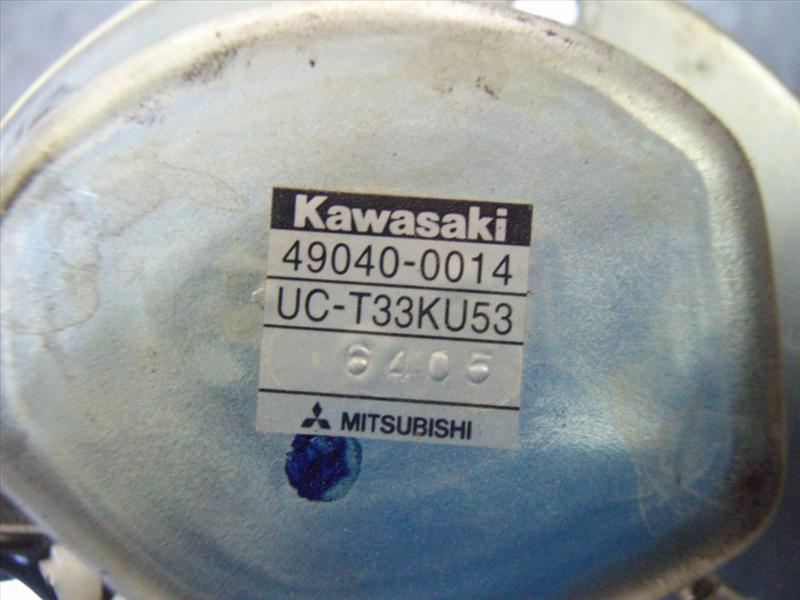 Kawasaki
49040-0014
UC-T33KU53
6405
MITSUBISHI